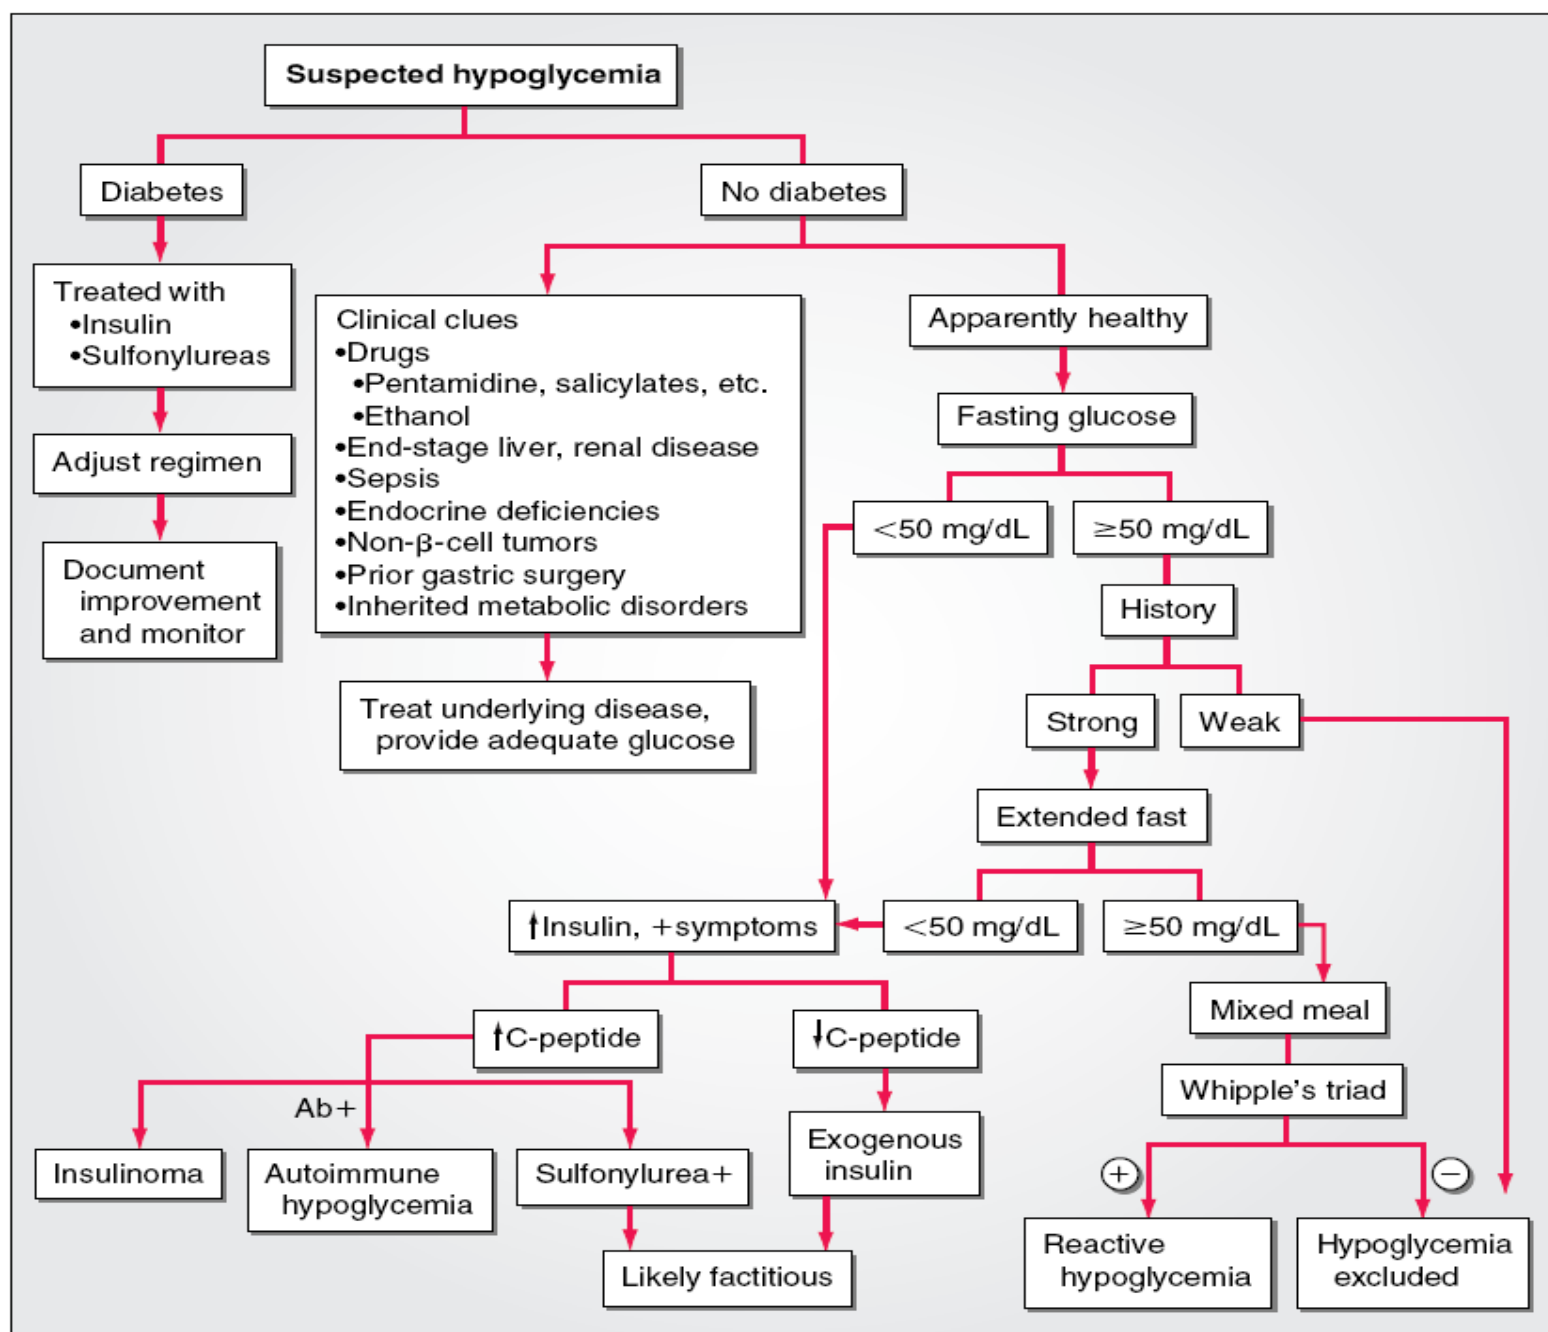 Suspected hypoglycemia
Diabetes
No diabetes
Treated with
•Insulin
•Sulfonylureas
Adjust regimen
Document
improvement
and monitor
Clinical clues
•Drugs
•Pentamidine, salicylates, etc.
•Ethanol
•End-stage liver, renal disease
•Sepsis
•Endocrine deficiencies
•Non-β-cell tumors
•Prior gastric surgery
•Inherited metabolic disorders
Treat underlying disease,
provide adequate glucose
Apparently healthy
Fasting glucose
<50 mg/dL
≥50 mg/dL
History
Strong
Weak
Extended fast
<50 mg/dL
≥50 mg/dL
↑Insulin, +symptoms
↑C-peptide
↓C-peptide
Ab+
Insulinoma
Autoimmune
hypoglycemia
Sulfonylurea+
Exogenous
insulin
Likely factitious
Mixed meal
Whipple's triad
+
−
Reactive
hypoglycemia
Hypoglycemia
excluded